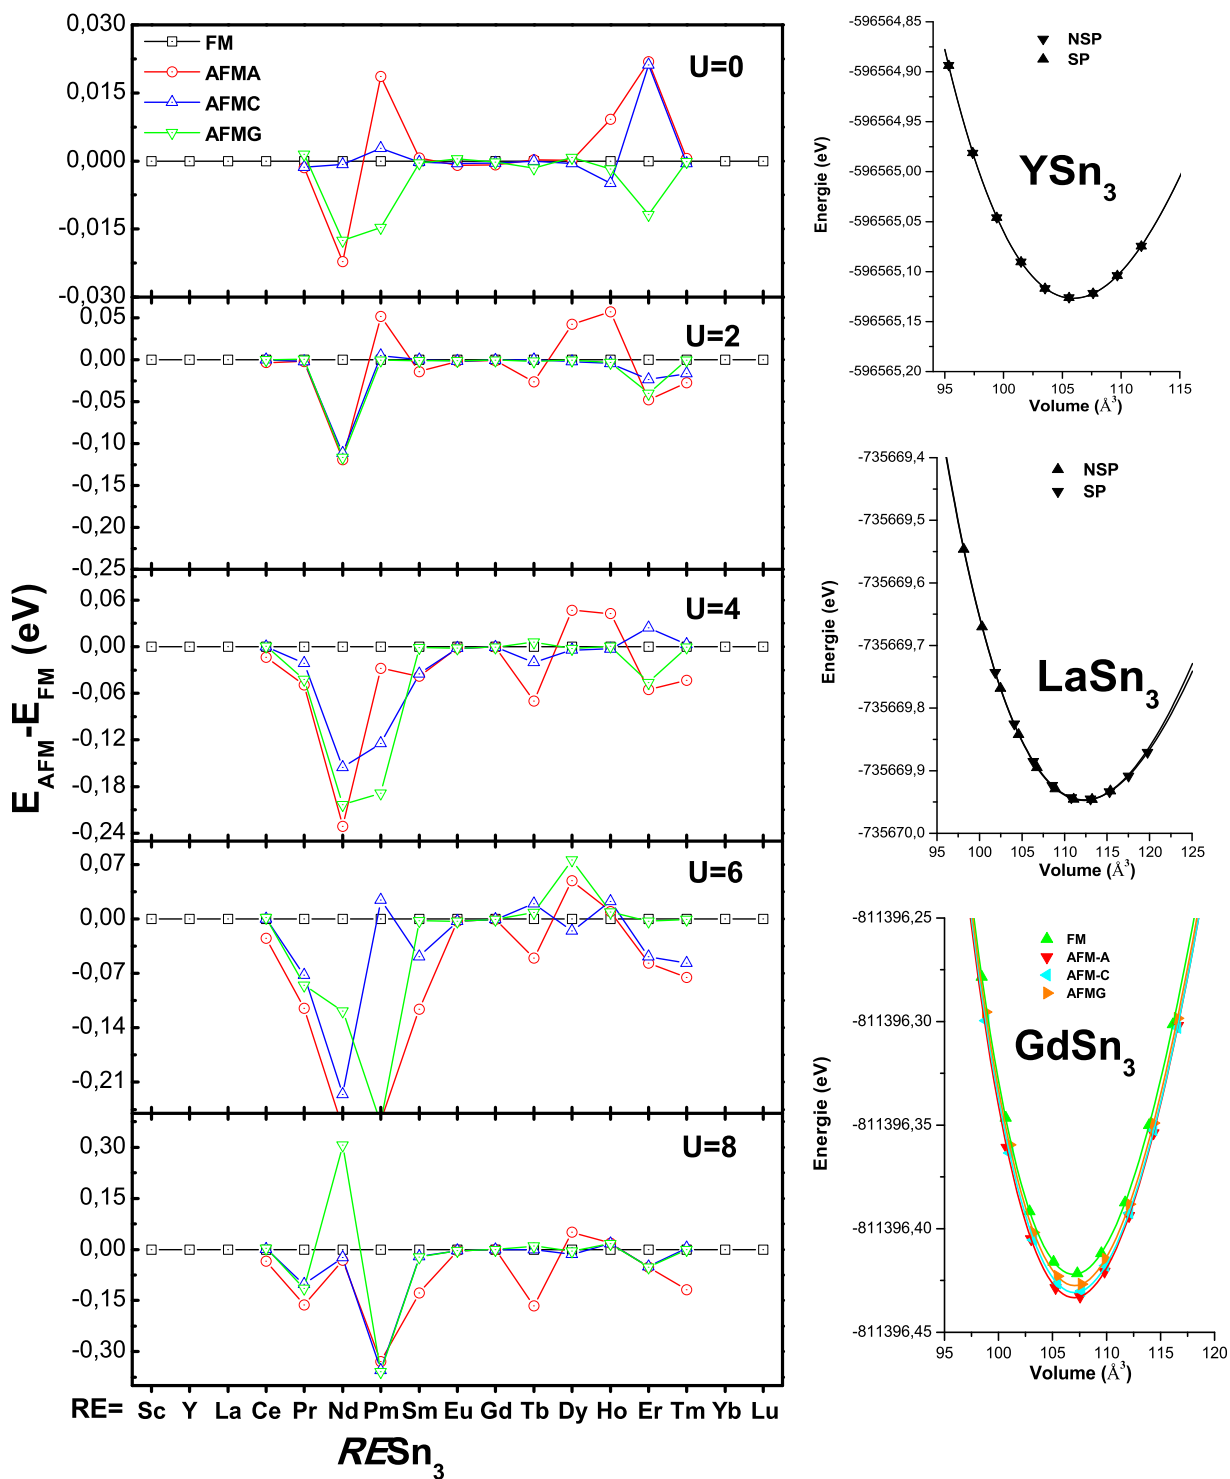 E_AFM-E_FM (eV)
0,030
0,015
0,000
-0,015
-0,030
FM
AFMA
AFMC
AFMG
U=0
0,05
0,00
-0,05
-0,10
-0,15
-0,20
-0,25
U=2
0,06
0,00
-0,06
-0,12
-0,18
-0,24
U=4
0,07
0,00
-0,07
-0,14
-0,21
U=6
0,30
0,15
0,00
-0,15
-0,30
U=8
RE= Sc Y La Ce Pr Nd Pm Sm Eu Gd Tb Dy Ho Er Tm Yb Lu
RESn3
Energie (eV)
-596564,85
-596564,90
-596564,95
-596565,00
-596565,05
-596565,10
-596565,15
-596565,20
NSP
SP
YSn3
95 100 105 110 115
Volume (Å3)
Energie (eV)
-735669,4
-735669,5
-735669,6
-735669,7
-735669,8
-735669,9
-735670,0
NSP
SP
LaSn3
95 100 105 110 115 120 125
Volume (Å3)
Energie (eV)
-811396,25
-811396,30
-811396,35
-811396,40
-811396,45
FM
AFM-A
AFM-C
AFMG
GdSn3
95 100 105 110 115 120
Volume (Å3)